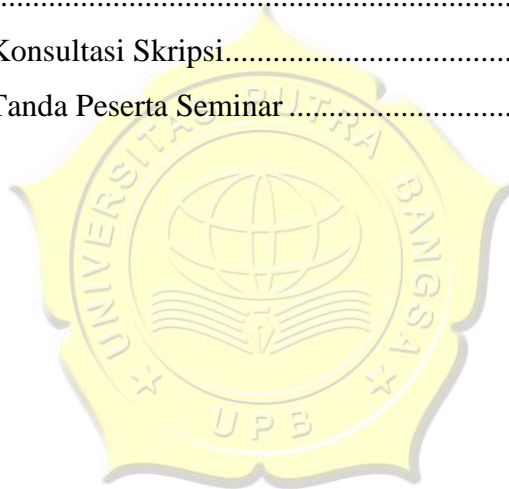 ................................................
Konsultasi Skripsi...................................
Tanda Peserta Seminar ...........................
UNIVERSITAS PUTRA BANGSA
UPB